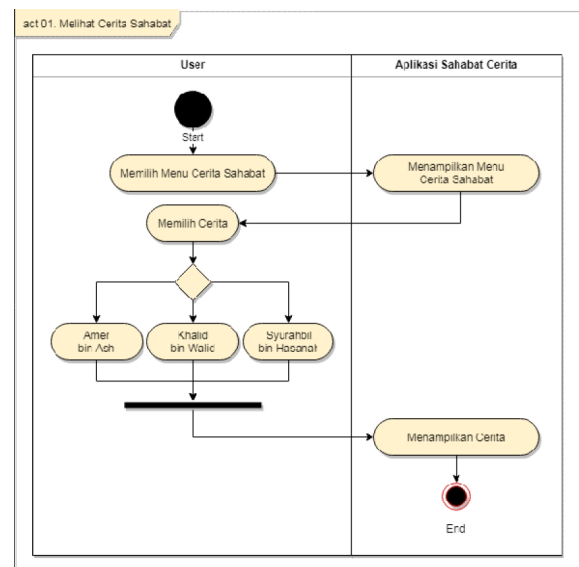 act 01. Melihat Cerita Sahabat
User
Aplikasi Sahabat Cerita
Start
Memilih Menu Cerita Sahabat
Menampilkan Menu
Cerita Sahabat
Memilih Cerita
Amer
bin Ash
Khalid
bin Walid
Syurahbil
bin Hasanah
Menampilkan Cerita
End